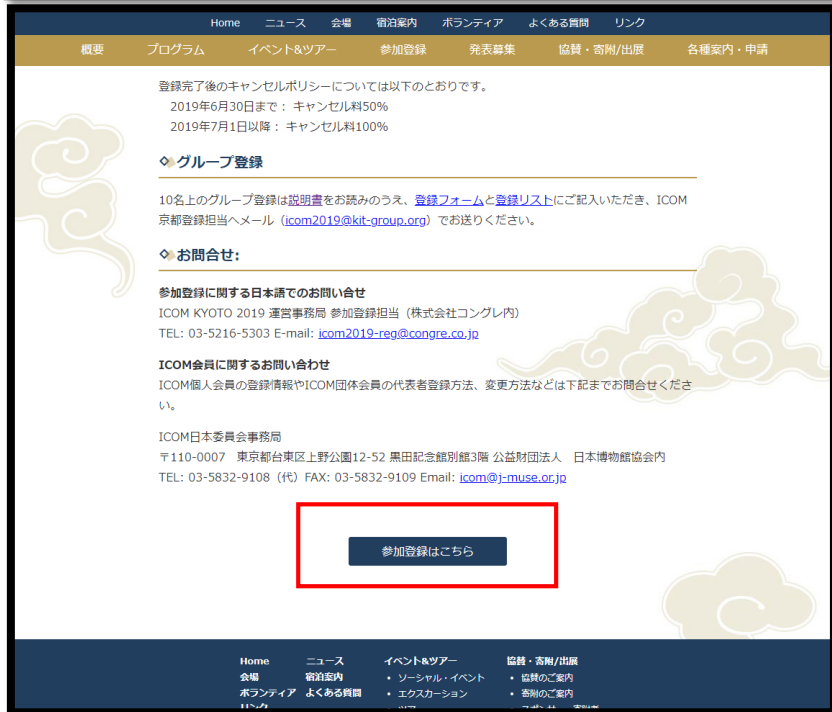 Home ニュース 会場 宿泊案内 ボランティア よくある質問 リンク
概要 プログラム イベント&ツアー 参加登録 発表募集 協賛・寄附/出展 各種案内・申請
登録完了後のキャンセルポリシーについては以下のとおりです。
2019年6月30日まで： キャンセル料50%
2019年7月1日以降： キャンセル料100%
グループ登録
10名上のグループ登録は説明書をお読みのうえ、登録フォームと登録リストにご記入いただき、ICOM
京都登録担当へメール（icom2019@kit-group.org）でお送りください。
お問合せ:
参加登録に関する日本語でのお問い合せ
ICOM KYOTO 2019 運営事務局 参加登録担当（株式会社コングレ内）
TEL: 03-5216-5303 E-mail: icom2019-reg@congre.co.jp
ICOM会員に関するお問い合わせ
ICOM個人会員の登録情報やICOM団体会員の代表者登録方法、変更方法などは下記までお問合せくださ
い。
ICOM日本委員会事務局
〒110-0007 東京都台東区上野公園12-52 黒田記念館別館3階 公益財団法人 日本博物館協会内
TEL: 03-5832-9108（代）FAX: 03-5832-9109 Email: icom@j-muse.or.jp
参加登録はこちら
Home ニュース イベント&ツアー 協賛・寄附/出展
会場 宿泊案内 • ソーシャル・イベント • 協賛のご案内
ボランティア よくある質問 • エクスカーション • 寄附のご案内
リンク • ツアー